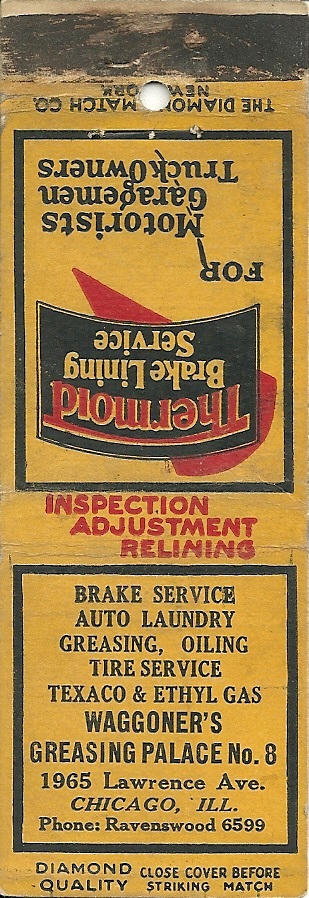 THE DIAMOND MATCH CO.
NEW YORK
FOR
Motorists
Garagemen
Truck Owners
Thermoid
Brake Lining
Service
INSPECTION
ADJUSTMENT
RELINING
BRAKE SERVICE
AUTO LAUNDRY
GREASING, OILING
TIRE SERVICE
TEXACO & ETHYL GAS
WAGGONER'S
GREASING PALACE No. 8
1965 Lawrence Ave.
CHICAGO, ILL.
Phone: Ravenswood 6599
DIAMOND QUALITY
CLOSE COVER BEFORE
STRIKING MATCH